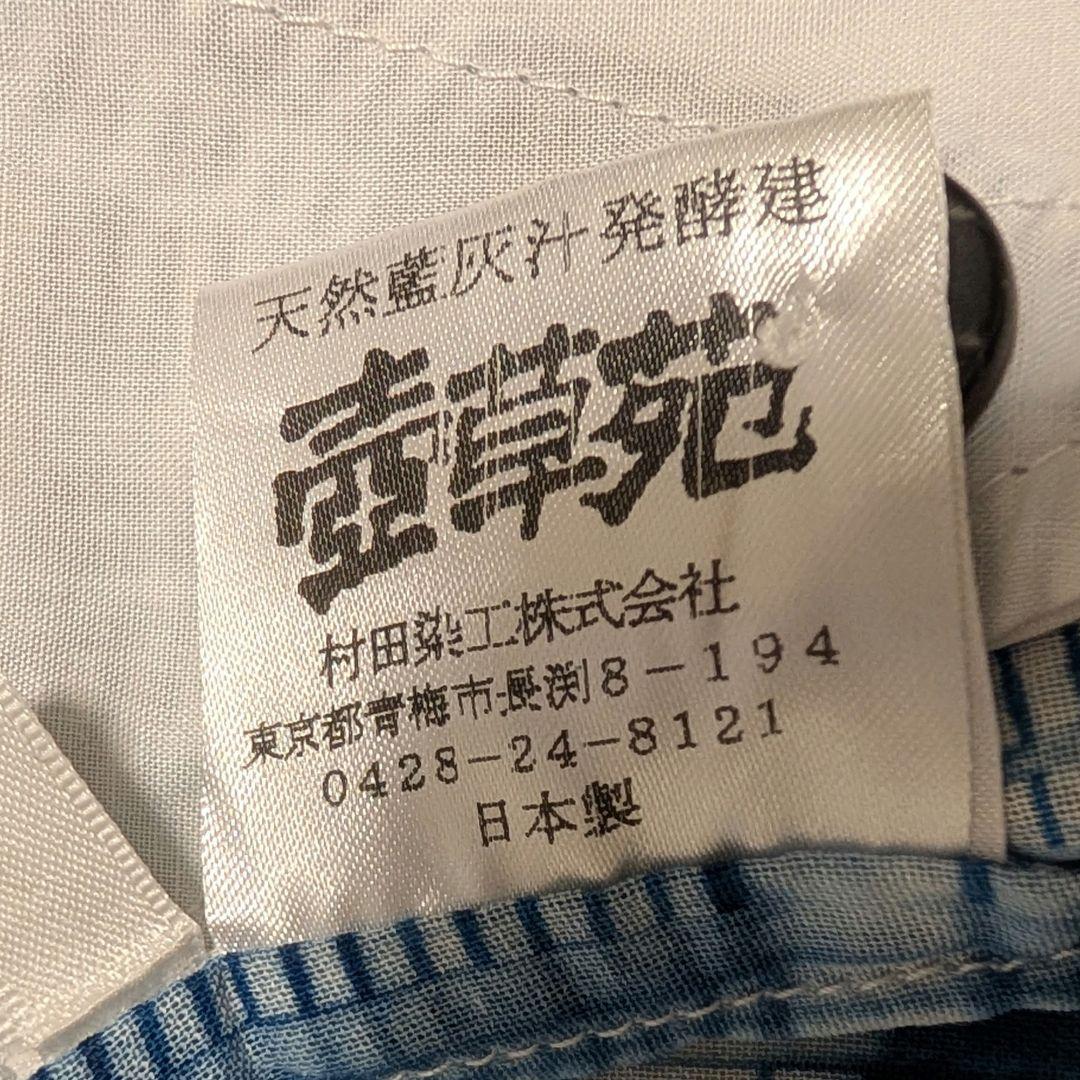 天然藍灰汁発酵建
壺草苑
村田染工株式会社
東京都青梅市長渕8-194
0428-24-8121
日本製